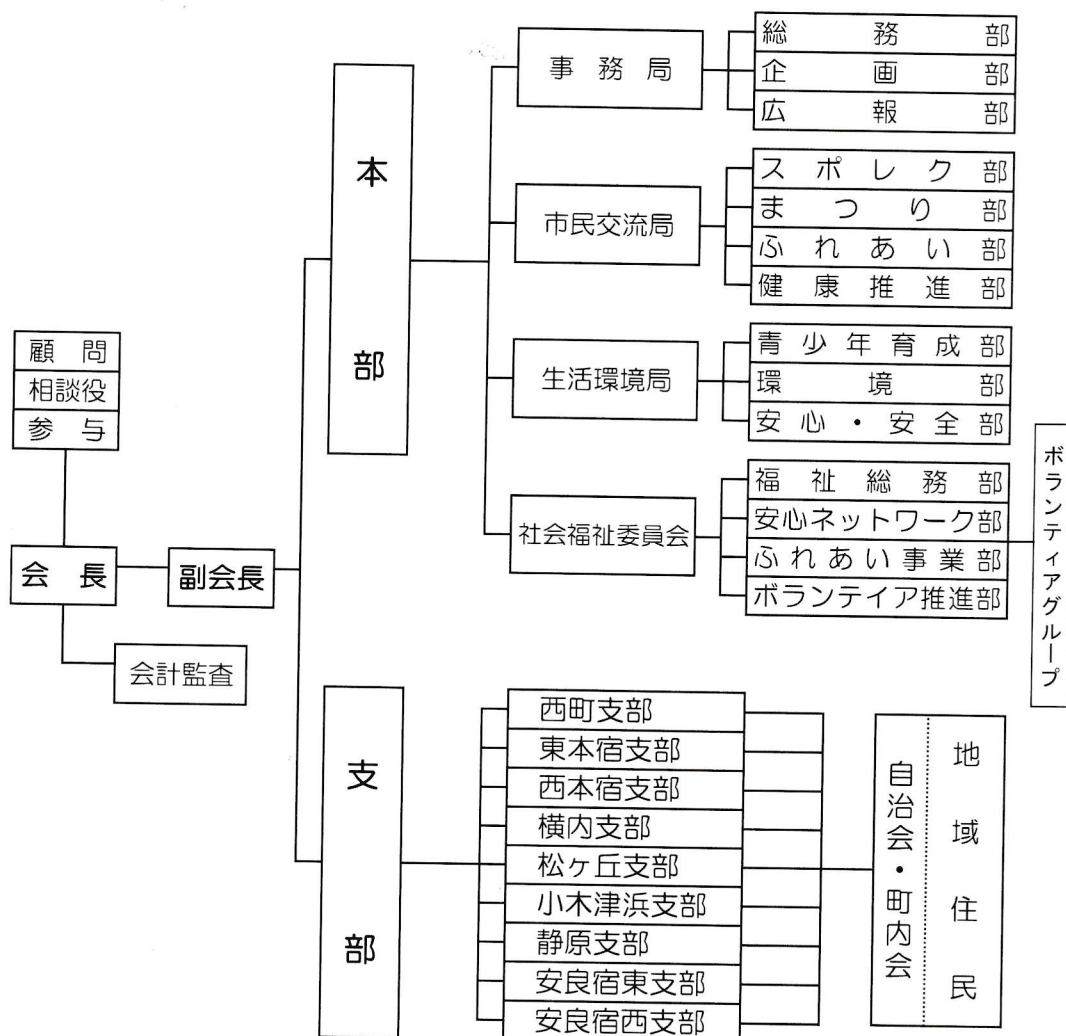 顧問
相談役
参与
会長
副会長
会計監査
本部
事務局
総務部
企画部
広報部
市民交流局
スポレク部
まつり部
ふれあい部
健康推進部
生活環境局
青少年育成部
環境部
安心・安全部
社会福祉委員会
福祉総務部
安心ネットワーク部
ふれあい事業部
ボランテイア推進部
ボランティアグループ
支部
西町支部
東本宿支部
西本宿支部
横内支部
松ヶ丘支部
小木津浜支部
静原支部
安良宿東支部
安良宿西支部
自治会・町内会
地域住民